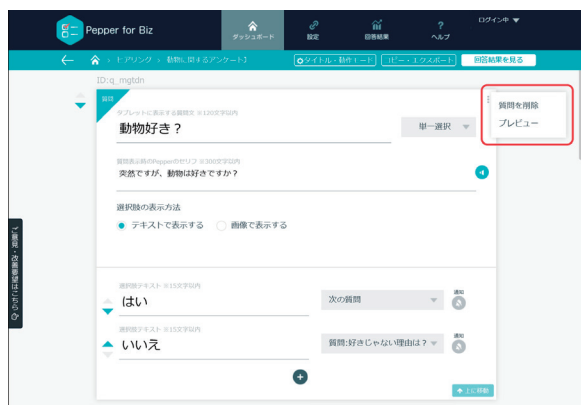 Pepper for Biz
ダッシュボード
設定
回答結果
?
ヘルプ
ログイン中 ▼
ヒアリング
動物に関するアンケート1
タイトル・動作モード
コピー・エクスポート
回答結果を見る
ID:q_mgtdn
質問
質問を削除
プレビュー
タブレットに表示する質問文 ※120文字以内
動物好き？
単一選択
質問表示時のPepperのセリフ ※300文字以内
突然ですが、動物は好きですか？
選択肢の表示方法
テキストで表示する
画像で表示する
ご意見・改善要望はこちら
選択肢テキスト ※15文字以内
はい
次の質問
通知
選択肢テキスト ※15文字以内
いいえ
質問:好きじゃない理由は？
通知
上に移動